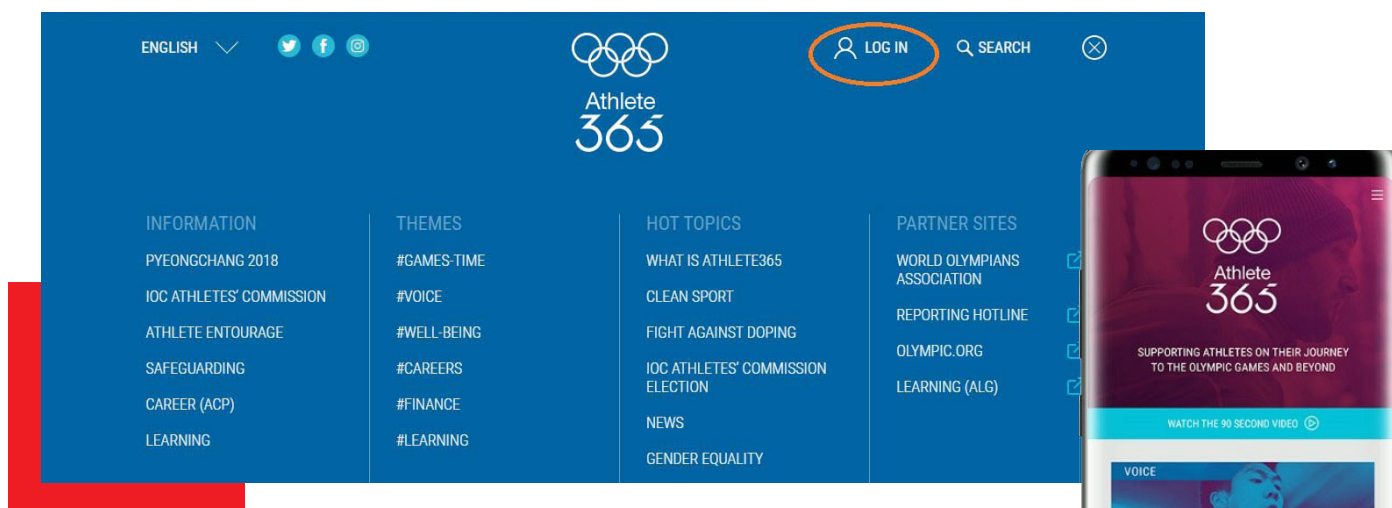 ENGLISH
LOG IN
SEARCH
Athlete
365
INFORMATION
PYEONGCHANG 2018
IOC ATHLETES' COMMISSION
ATHLETE ENTOURAGE
SAFEGUARDING
CAREER (ACP)
LEARNING
THEMES
#GAMES-TIME
#VOICE
#WELL-BEING
#CAREERS
#FINANCE
#LEARNING
HOT TOPICS
WHAT IS ATHLETE365
CLEAN SPORT
FIGHT AGAINST DOPING
IOC ATHLETES' COMMISSION
ELECTION
NEWS
GENDER EQUALITY
PARTNER SITES
WORLD OLYMPIANS
ASSOCIATION
REPORTING HOTLINE
OLYMPIC.ORG
LEARNING (ALG)
Athlete
365
SUPPORTING ATHLETES ON THEIR JOURNEY
TO THE OLYMPIC GAMES AND BEYOND
WATCH THE 90 SECOND VIDEO
VOICE